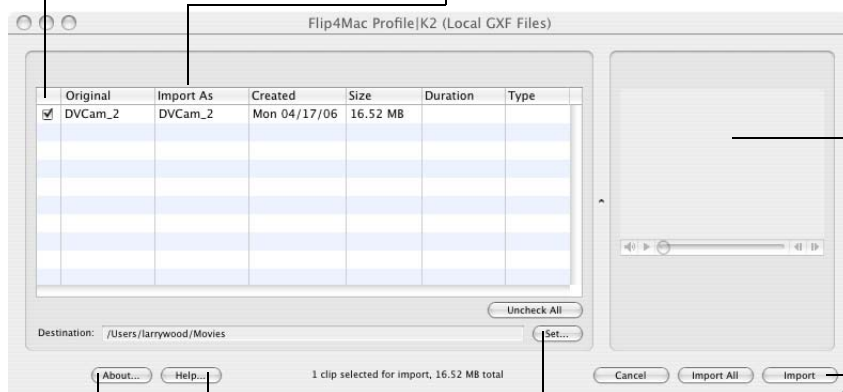 Flip4Mac Profile|K2 (Local GXF Files)
Original Import As Created Size Duration Type
DVCam_2 DVCam_2 Mon 04/17/06 16.52 MB
Uncheck All
Destination: /Users/larrywood/Movies Set...
About... Help... 1 clip selected for import, 16.52 MB total Cancel Import All Import